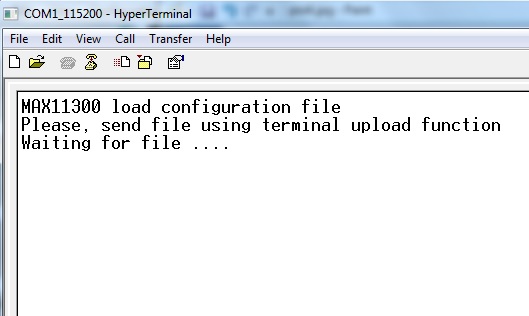 COM1_115200 - HyperTerminal
File Edit View Call Transfer Help
MAX11300 load configuration file
Please, send file using terminal upload function
Waiting for file ....